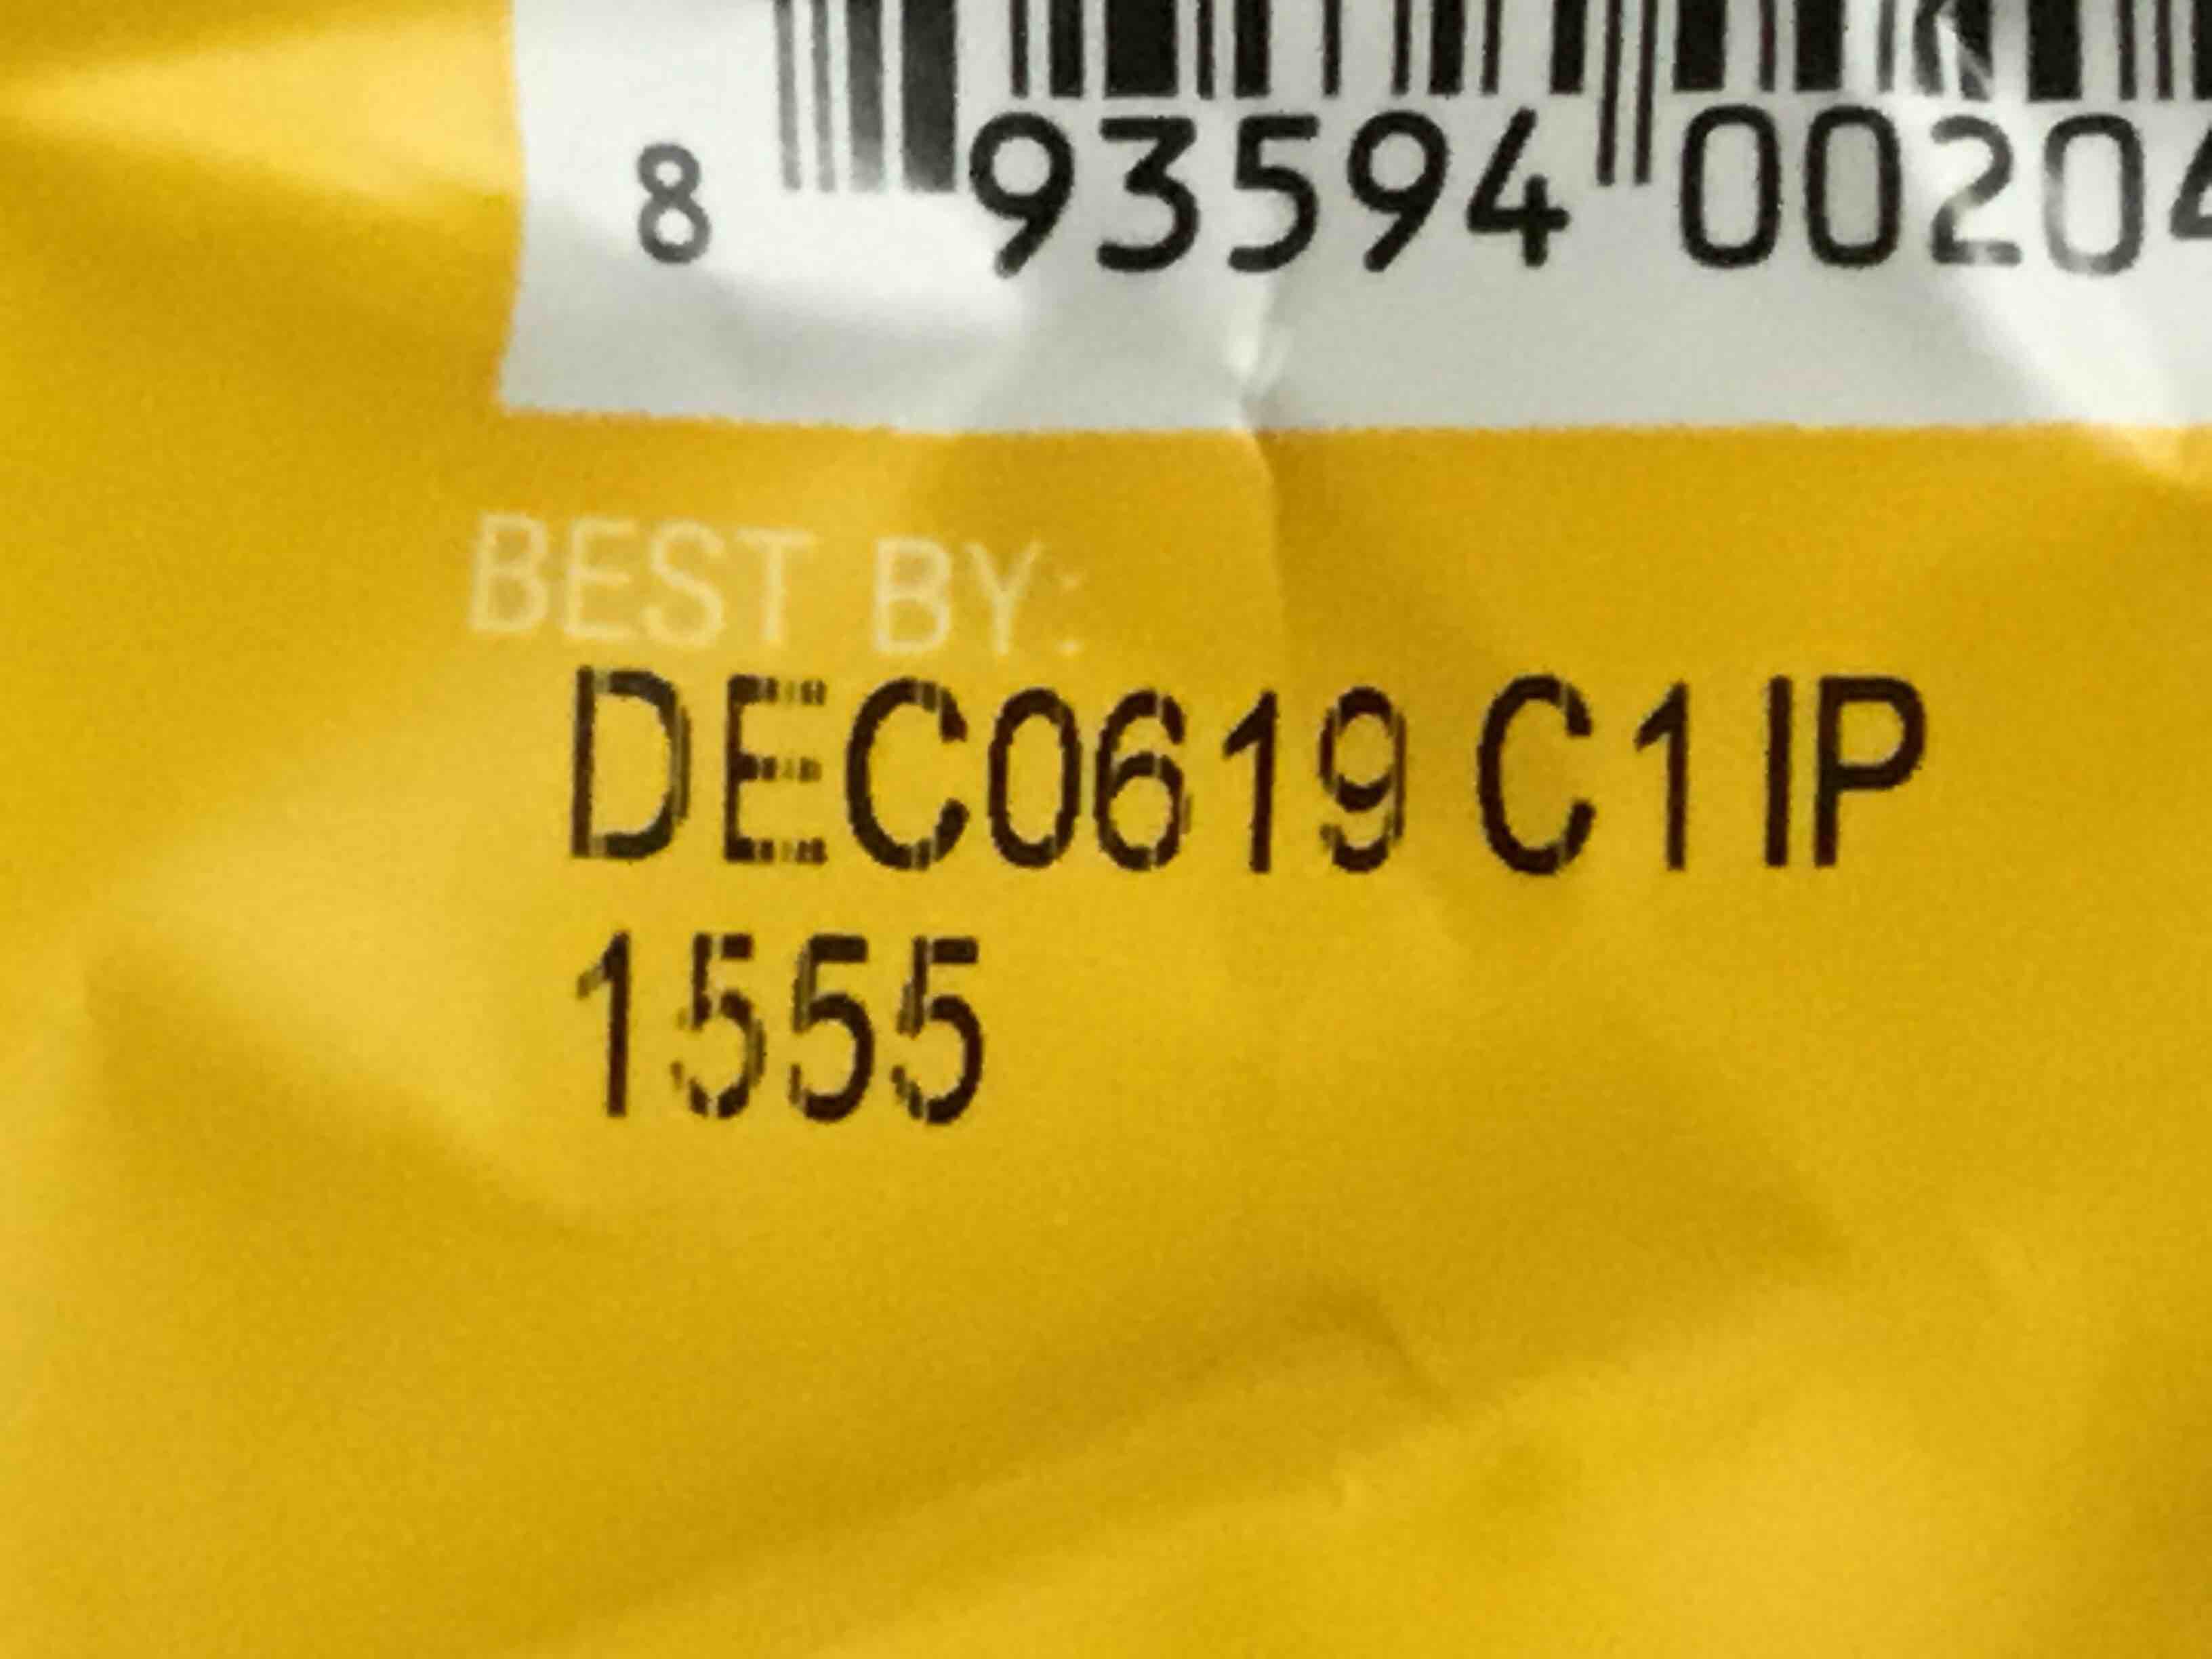 8 93594 00204
BEST BY:
DEC0619 C1 IP
1555